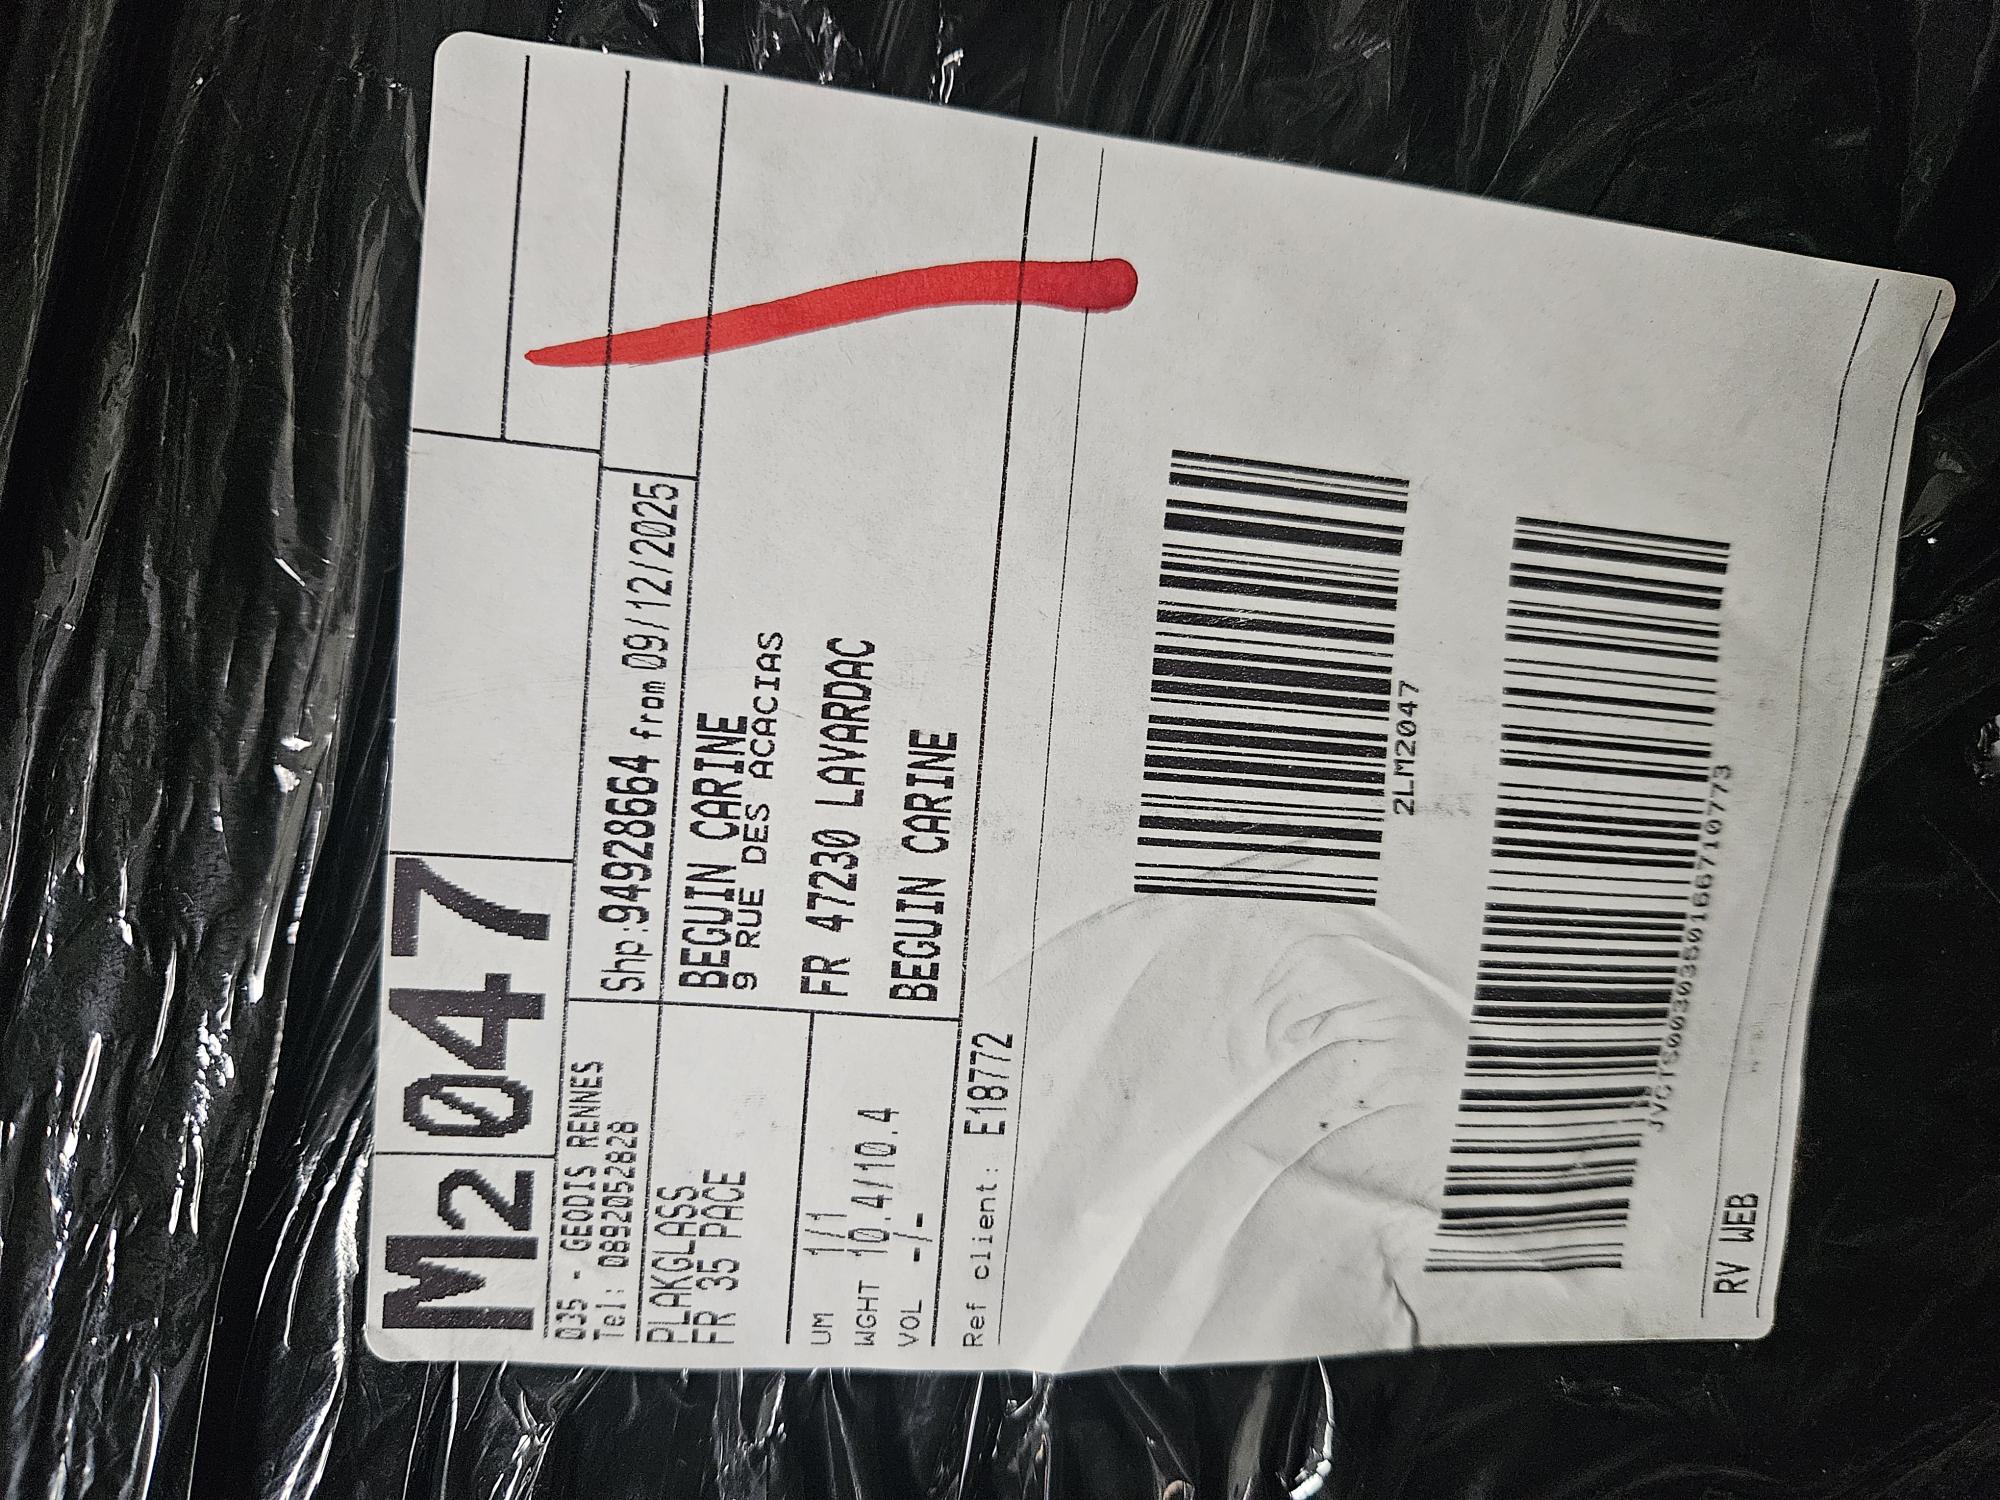 M2047
035 - GEODIS RENNES
Tel: 0892052828
Shp:94928664 from 09/12/2025
PLAKGLASS
FR 35 PACE
BEGUIN CARINE
9 RUE DES ACACIAS
FR 47230 LAVARDAC
BEGUIN CARINE
UM 1/1
WGHT 10.4/10.4
VOL -/-
Ref client: E18772
2LM2047
JVGTS003030350166710773
RV WEB